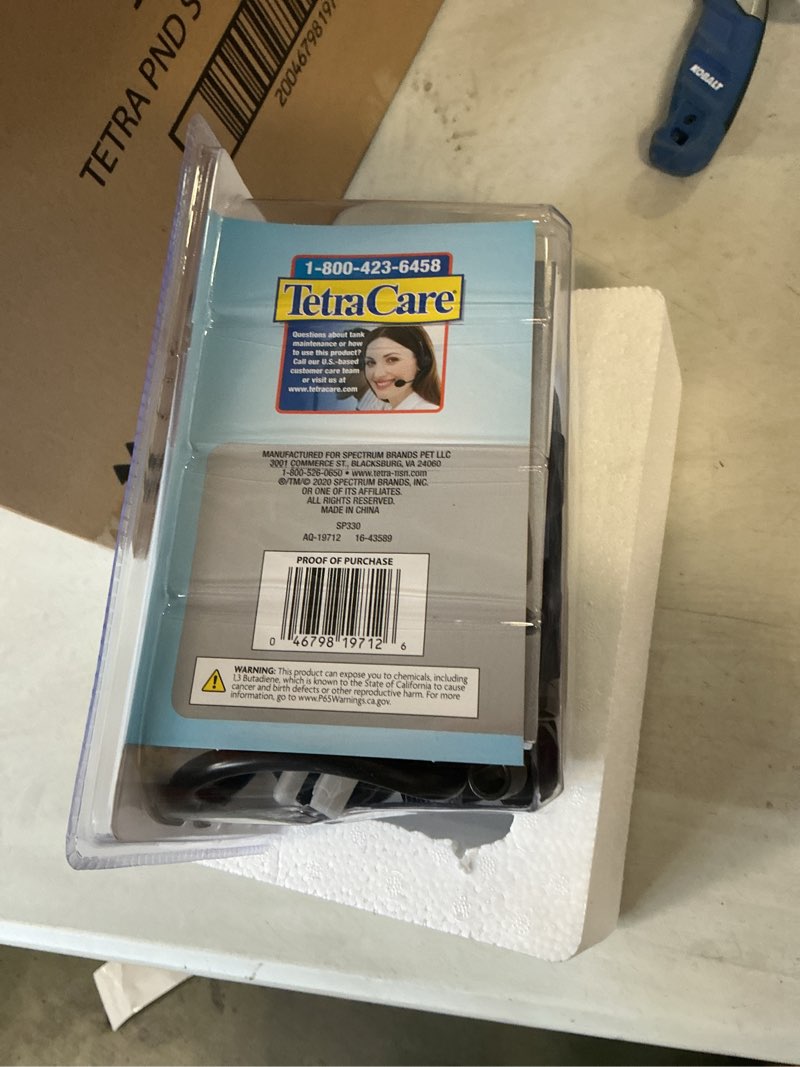 TETRA PND S
20046798197
KOBALT
1-800-423-6458
TetraCare
Questions about tank
maintenance or how
to use this product?
Call our U.S.-based
customer care team
or visit us at
www.tetracare.com
MANUFACTURED FOR SPECTRUM BRANDS PET LLC
3001 COMMERCE ST., BLACKSBURG, VA 24060
1-800-526-0650 • www.tetra-fish.com
®/TM/© 2020 SPECTRUM BRANDS, INC.
OR ONE OF ITS AFFILIATES.
ALL RIGHTS RESERVED.
MADE IN CHINA
SP330
AQ-19712 16-43589
PROOF OF PURCHASE
0 46798 19712 6
WARNING: This product can expose you to chemicals, including
1,3 Butadiene, which is known to the State of California to cause
cancer and birth defects or other reproductive harm. For more
information, go to www.P65Warnings.ca.gov.